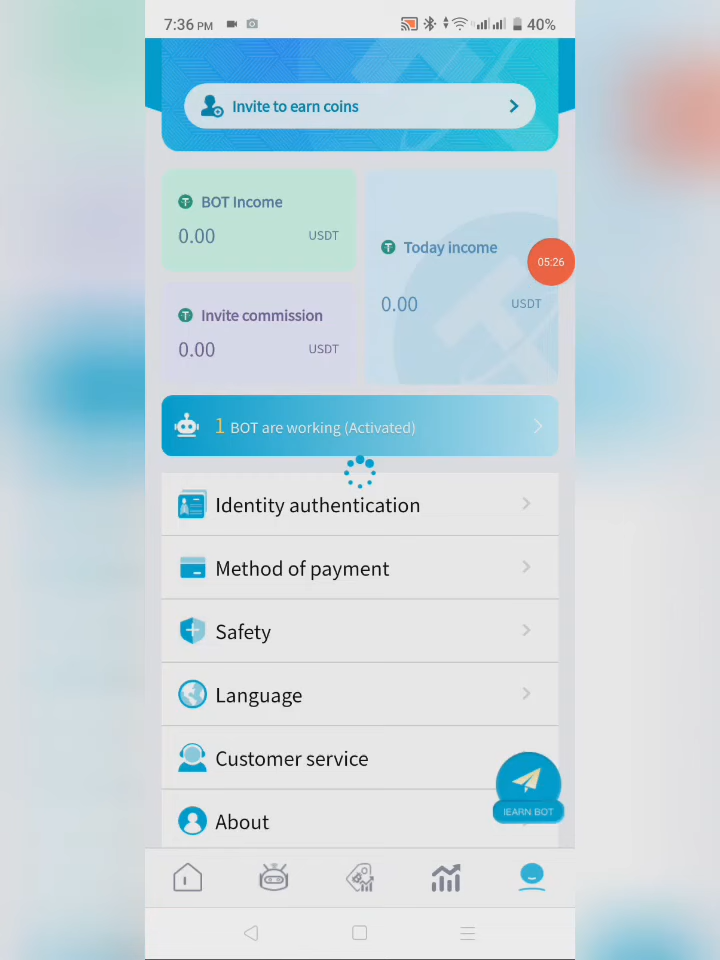 7:36 PM
40%
Invite to earn coins
BOT Income
0.00 USDT
Today income
05:26
0.00 USDT
Invite commission
0.00 USDT
1 BOT are working (Activated)
Identity authentication
Method of payment
Safety
Language
Customer service
IEARN BOT
About